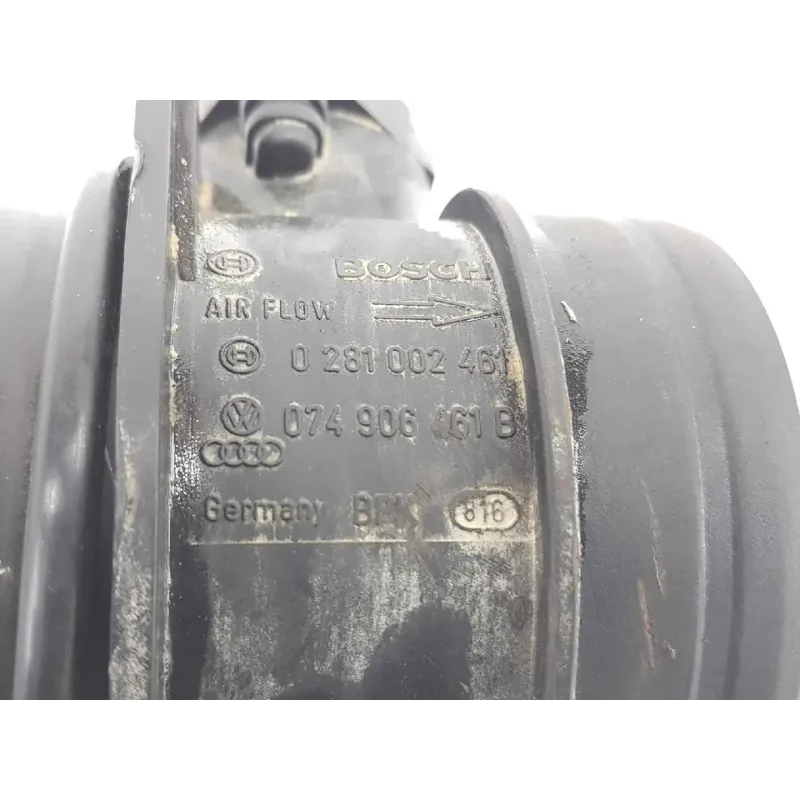 BOSCH
AIR FLOW
0 281 002 461
074 906 461 B
Germany 816